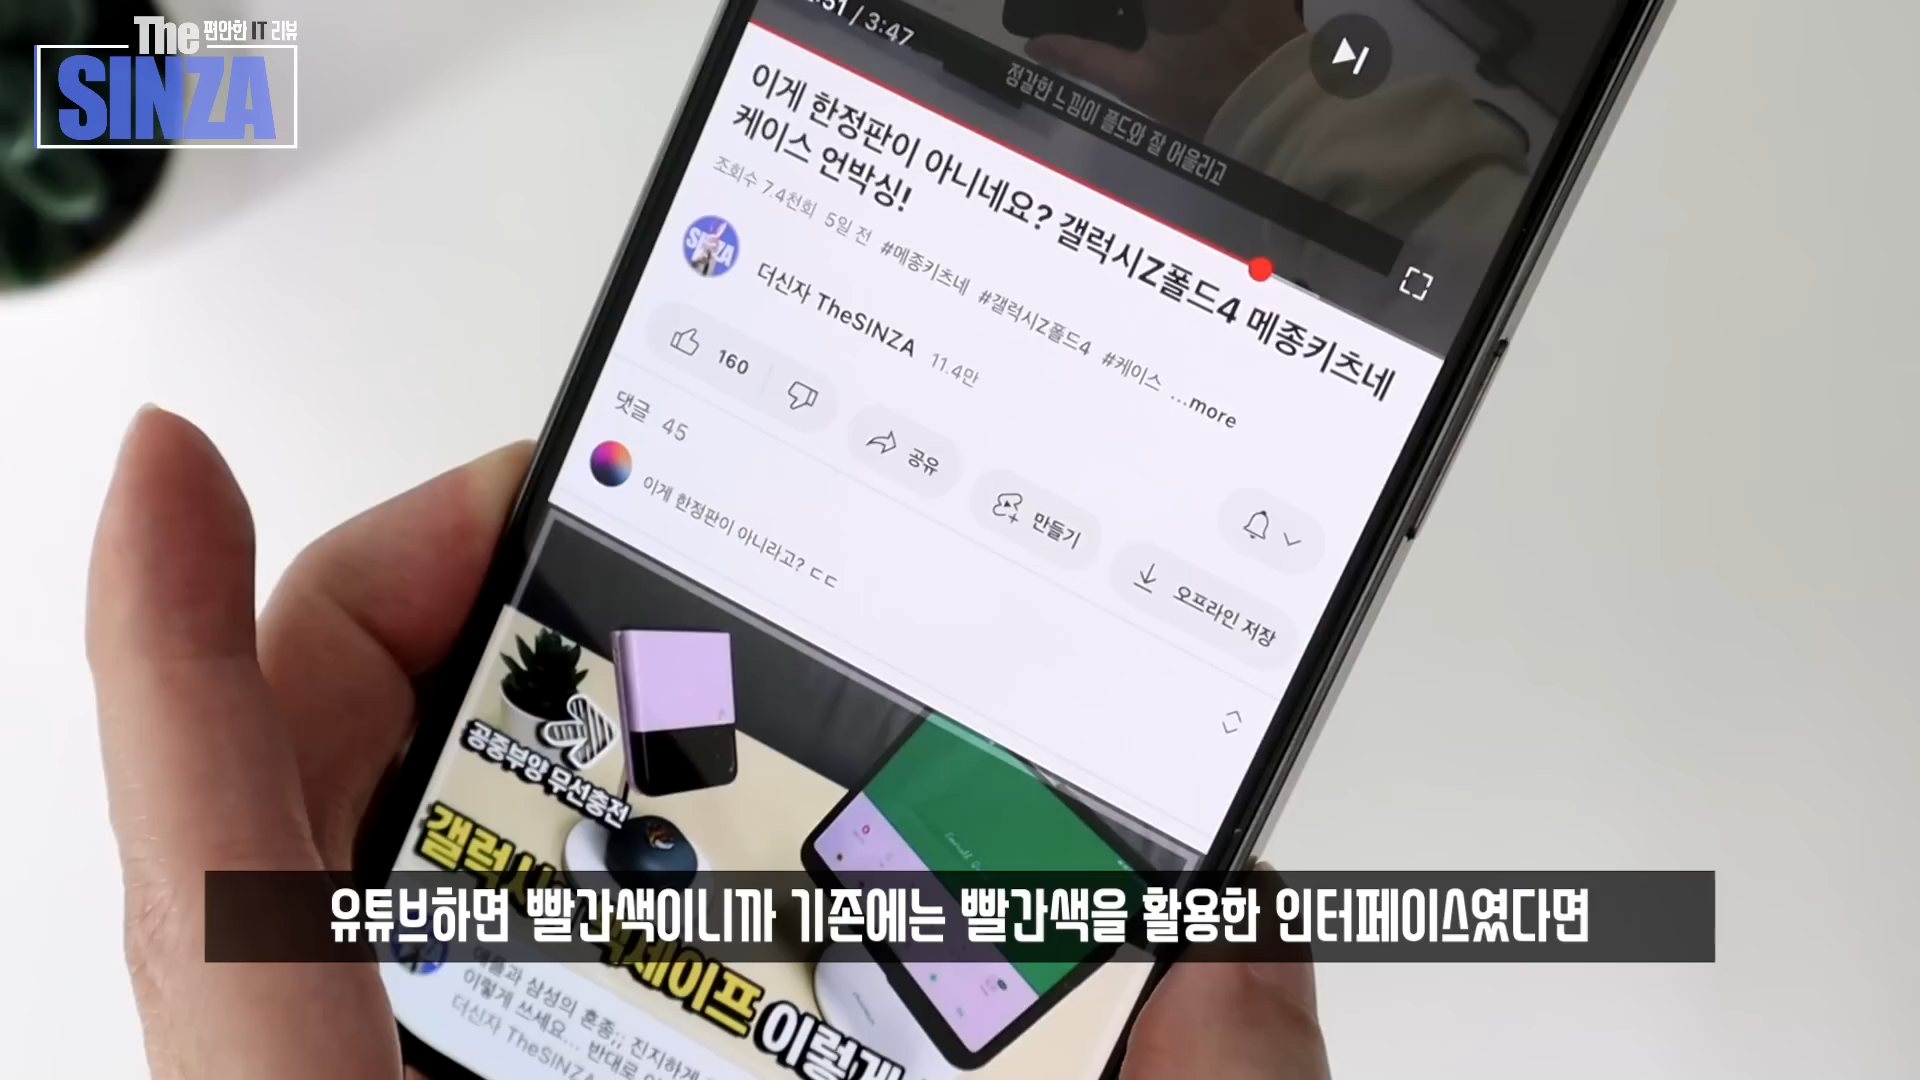 The 편안한 IT 리뷰
SINZA
:51 / 3:47
정갈한 느낌이 폴드와 잘 어울리고
이게 한정판이 아니네요? 갤럭시Z폴드4 메종키츠네
케이스 언박싱!
조회수 7.4천회 5일 전 #메종키츠네 #갤럭시Z폴드4 #케이스 ...more
SINZA
더신자 TheSINZA 11.4만
160
공유
만들기
오프라인 저장
댓글 45
이게 한정판이 아니라고? ㄷㄷ
공중부양 무선충전
갤럭시
이렇게
유튜브하면 빨간색이니까 기존에는 빨간색을 활용한 인터페이스였다면
애플과 삼성의 혼종;; 진지하게
이렇게 쓰세요... 반대로
더신자 TheSINZA